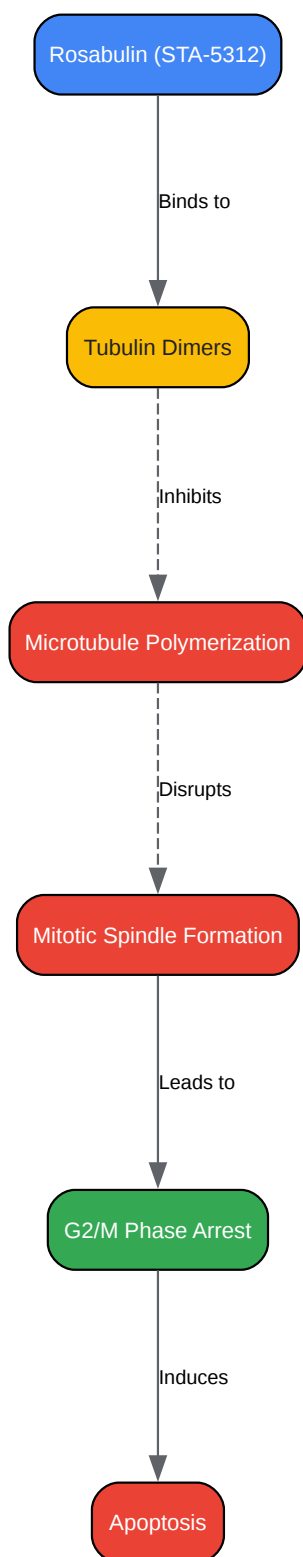 Rosabulin (STA-5312)
Binds to
Tubulin Dimers
Inhibits
Microtubule Polymerization
Disrupts
Mitotic Spindle Formation
Leads to
G2/M Phase Arrest
Induces
Apoptosis